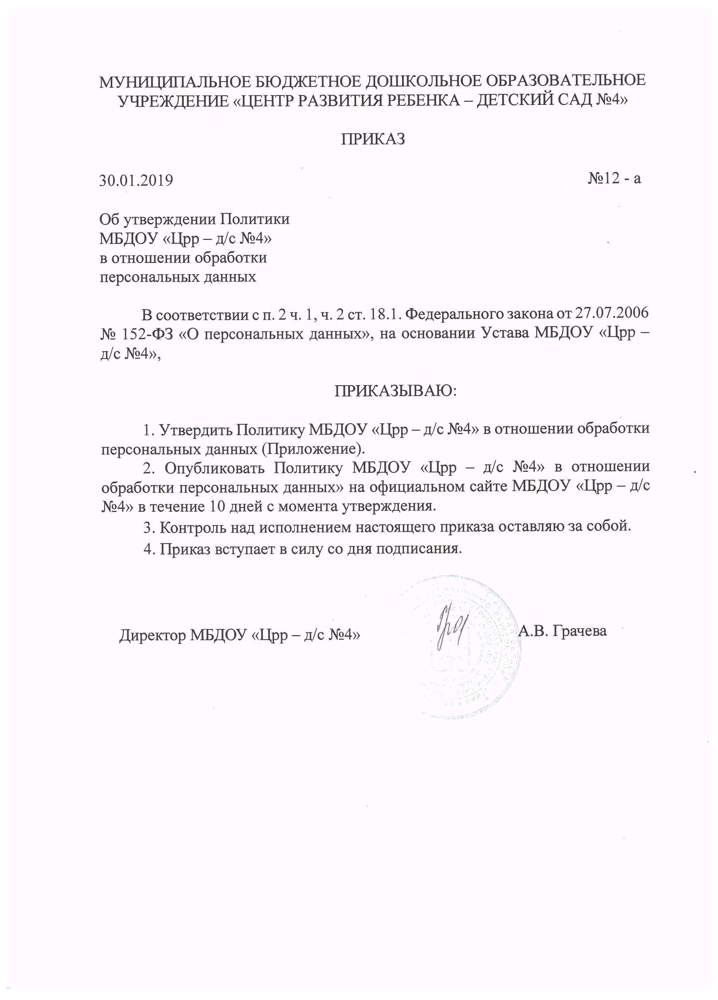 МУНИЦИПАЛЬНОЕ БЮДЖЕТНОЕ ДОШКОЛЬНОЕ ОБРАЗОВАТЕЛЬНОЕ
УЧРЕЖДЕНИЕ «ЦЕНТР РАЗВИТИЯ РЕБЕНКА – ДЕТСКИЙ САД №4»
ПРИКАЗ
30.01.2019 №12 - а
Об утверждении Политики
МБДОУ «Црр – д/с №4»
в отношении обработки
персональных данных
В соответствии с п. 2 ч. 1, ч. 2 ст. 18.1. Федерального закона от 27.07.2006
№ 152-ФЗ «О персональных данных», на основании Устава МБДОУ «Црр –
д/с №4»,
ПРИКАЗЫВАЮ:
1. Утвердить Политику МБДОУ «Црр – д/с №4» в отношении обработки
персональных данных (Приложение).
2. Опубликовать Политику МБДОУ «Црр – д/с №4» в отношении
обработки персональных данных» на официальном сайте МБДОУ «Црр – д/с
№4» в течение 10 дней с момента утверждения.
3. Контроль над исполнением настоящего приказа оставляю за собой.
4. Приказ вступает в силу со дня подписания.
Директор МБДОУ «Црр – д/с №4» А.В. Грачева